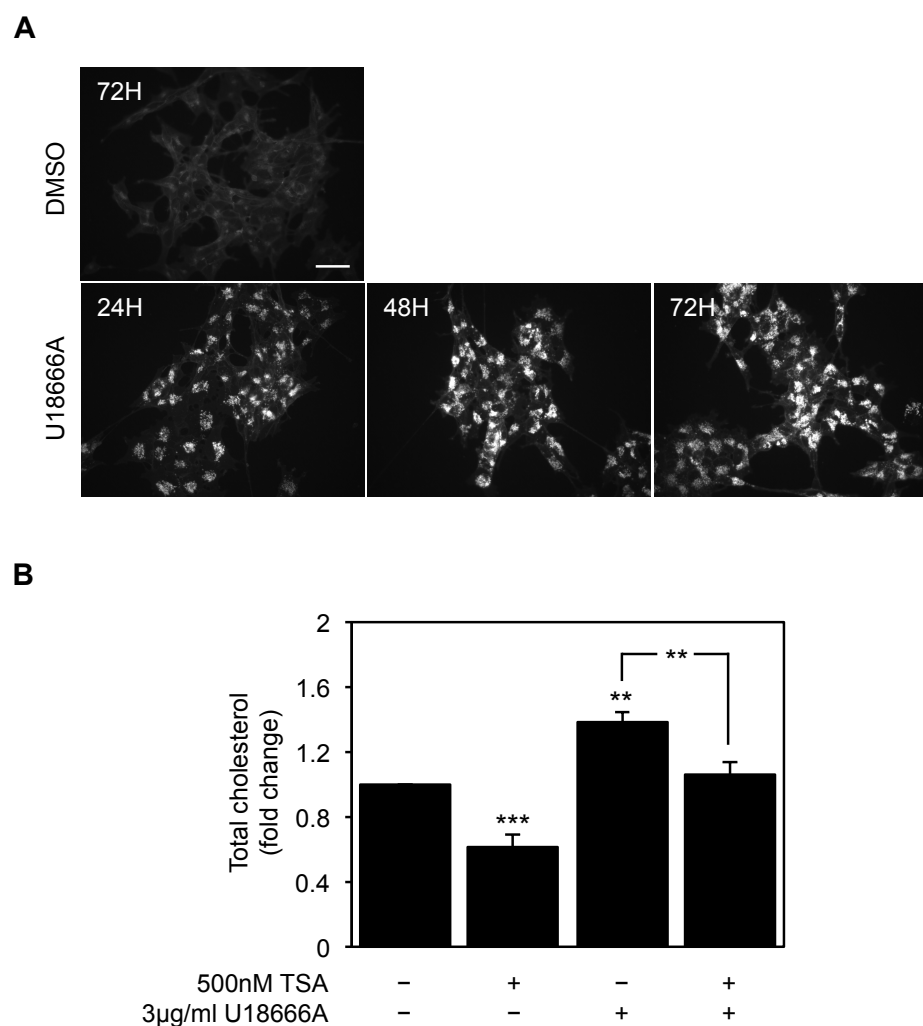 A
DMSO
72H
U18666A
24H
48H
72H
B
Total cholesterol
(fold change)
2
1.6
1.2
0.8
0.4
0
***
**
**
500nM TSA − + − +
3µg/ml U18666A − − + +